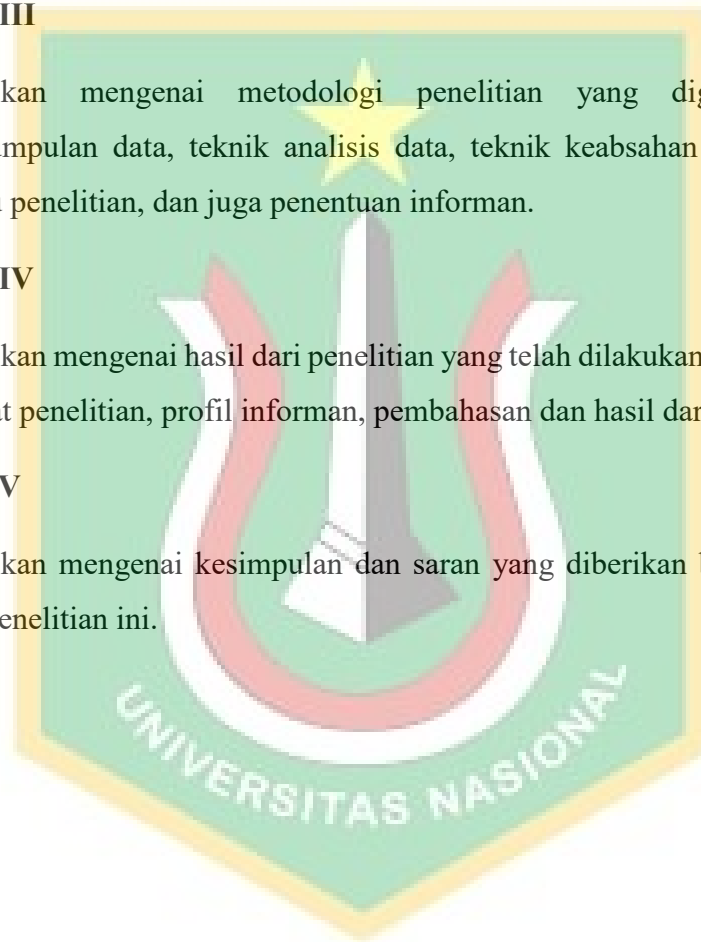 III
kan mengenai metodologi penelitian yang dig
mpulan data, teknik analisis data, teknik keabsahan
penelitian, dan juga penentuan informan.
IV
kan mengenai hasil dari penelitian yang telah dilakukan
at penelitian, profil informan, pembahasan dan hasil dar
V
kan mengenai kesimpulan dan saran yang diberikan
enelitian ini.
UNIVERSITAS NASIONAL